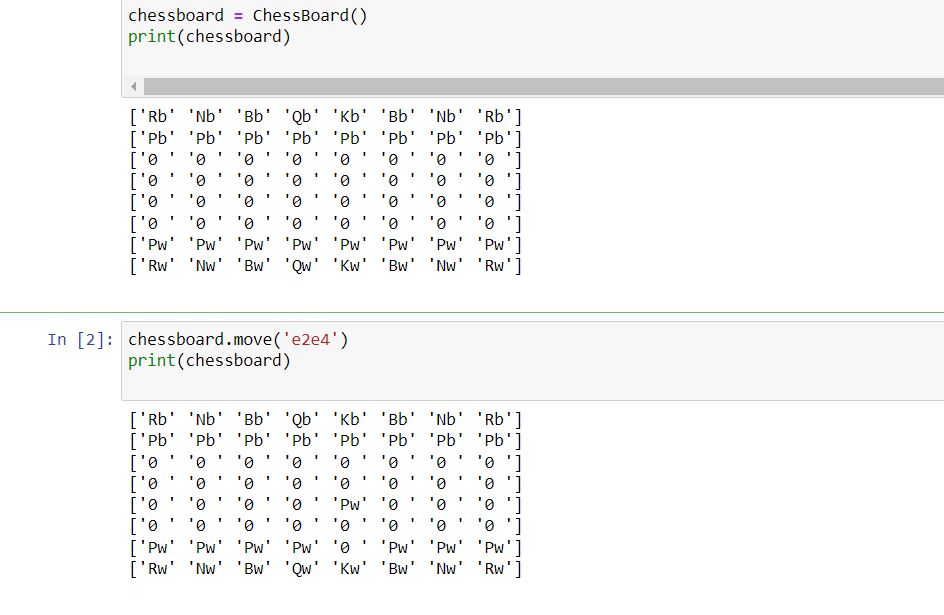 chessboard = ChessBoard()
print(chessboard)
['Rb' 'Nb' 'Bb' 'Qb' 'Kb' 'Bb' 'Nb' 'Rb']
['Pb' 'Pb' 'Pb' 'Pb' 'Pb' 'Pb' 'Pb' 'Pb']
['0 ' '0 ' '0 ' '0 ' '0 ' '0 ' '0 ' '0 ']
['0 ' '0 ' '0 ' '0 ' '0 ' '0 ' '0 ' '0 ']
['0 ' '0 ' '0 ' '0 ' '0 ' '0 ' '0 ' '0 ']
['0 ' '0 ' '0 ' '0 ' '0 ' '0 ' '0 ' '0 ']
['Pw' 'Pw' 'Pw' 'Pw' 'Pw' 'Pw' 'Pw' 'Pw']
['Rw' 'Nw' 'Bw' 'Qw' 'Kw' 'Bw' 'Nw' 'Rw']
In [2]: chessboard.move('e2e4')
print(chessboard)
['Rb' 'Nb' 'Bb' 'Qb' 'Kb' 'Bb' 'Nb' 'Rb']
['Pb' 'Pb' 'Pb' 'Pb' 'Pb' 'Pb' 'Pb' 'Pb']
['0 ' '0 ' '0 ' '0 ' '0 ' '0 ' '0 ' '0 ']
['0 ' '0 ' '0 ' '0 ' '0 ' '0 ' '0 ' '0 ']
['0 ' '0 ' '0 ' '0 ' 'Pw' '0 ' '0 ' '0 ']
['0 ' '0 ' '0 ' '0 ' '0 ' '0 ' '0 ' '0 ']
['Pw' 'Pw' 'Pw' 'Pw' '0 ' 'Pw' 'Pw' 'Pw']
['Rw' 'Nw' 'Bw' 'Qw' 'Kw' 'Bw' 'Nw' 'Rw']